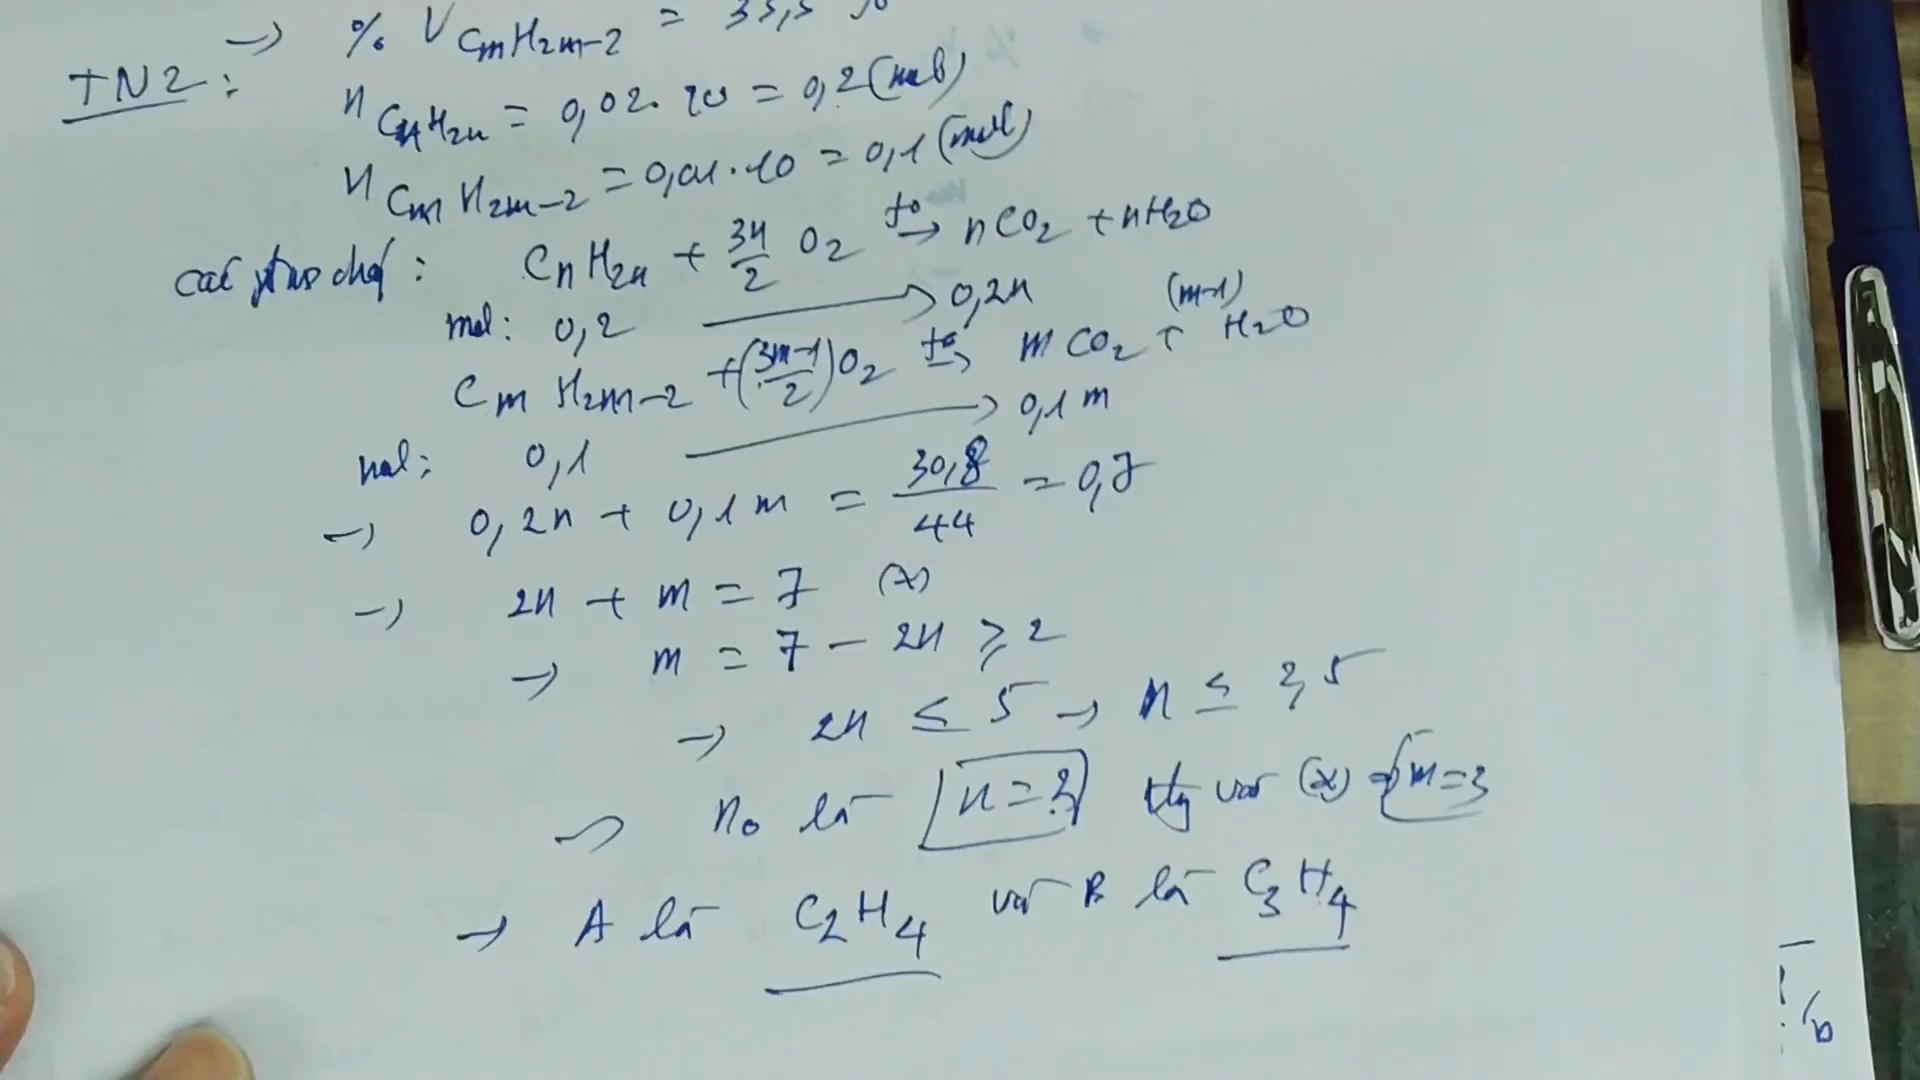 → % V CmH2m-2 = 33,3 %
TN2 :
n CnH2n = 0,02 . 10 = 0,2 (mol)
n CmH2m-2 = 0,01 . 10 = 0,1 (mol)
các ptpư cháy : CnH2n + 3n/2 O2 -t°→ nCO2 + nH2O
mol: 0,2 → 0,2n
CmH2m-2 + (3m-1/2) O2 -t°→ mCO2 + (m-1) H2O
mol: 0,1 → 0,1m
→ 0,2n + 0,1m = 30,8/44 = 0,7
→ 2n + m = 7 (*)
→ m = 7 - 2n ≥ 2
→ 2n ≤ 5 → n ≤ 2,5
→ no là n = 2 thay vào (*) → m = 3
→ A là C2H4 và B là C3H4